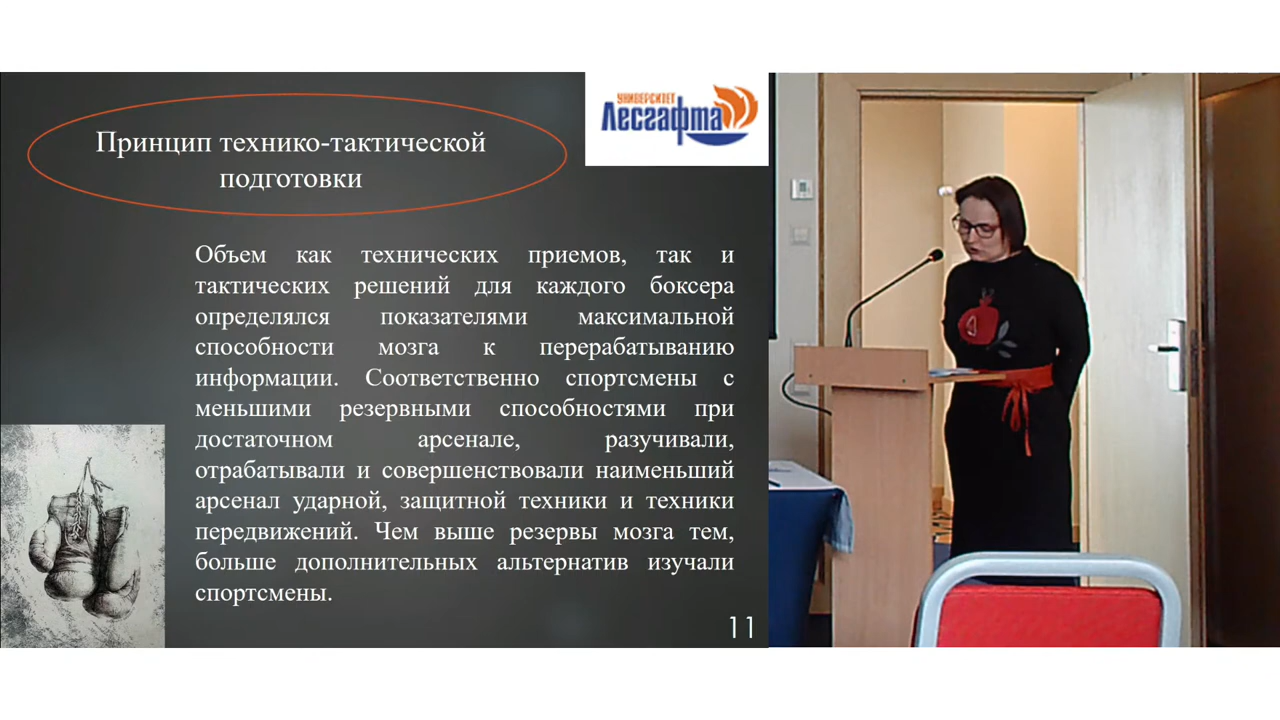 Принцип технико-тактической
подготовки
УНИВЕРСИТЕТ
Лесгафта
Объем как технических приемов, так и
тактических решений для каждого боксера
определялся показателями максимальной
способности мозга к перерабатыванию
информации. Соответственно спортсмены с
меньшими резервными способностями при
достаточном арсенале, разучивали,
отрабатывали и совершенствовали наименьший
арсенал ударной, защитной техники и техники
передвижений. Чем выше резервы мозга тем,
больше дополнительных альтернатив изучали
спортсмены.
11